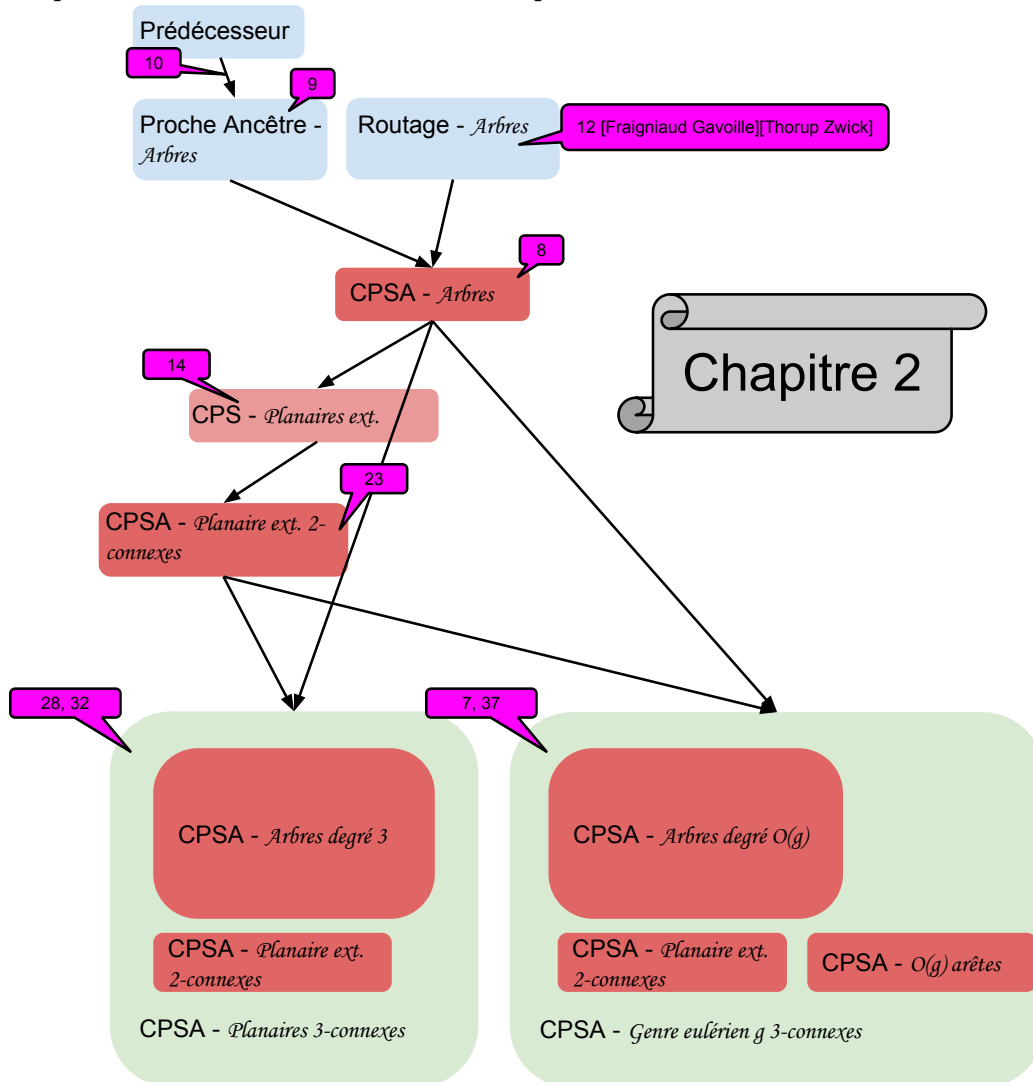 Prédécesseur
10
9
Proche Ancêtre -
Arbres
Routage - Arbres
12 [Fraigniaud Gavoille][Thorup Zwick]
8
CPSA - Arbres
Chapitre 2
14
CPS - Planaires ext.
23
CPSA - Planaire ext. 2-
connexes
28, 32
7, 37
CPSA - Arbres degré 3
CPSA - Arbres degré O(g)
CPSA - Planaire ext.
2-connexes
CPSA - Planaire ext.
2-connexes
CPSA - O(g) arêtes
CPSA - Planaires 3-connexes
CPSA - Genre eulérien g 3-connexes